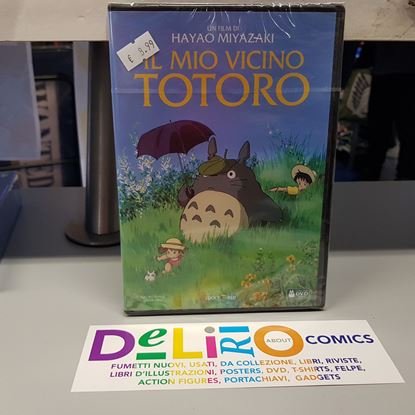 UN FILM DI
HAYAO MIYAZAKI
€ 9,99
IL MIO VICINO
TOTORO
DVD
DeLiRIO ABOUT COMICS
FUMETTI NUOVI, USATI, DA COLLEZIONE, LIBRI, RIVISTE,
LIBRI D'ILLUSTRAZIONI, POSTERS, DVD, T-SHIRTS, FELPE,
ACTION FIGURES, PORTACHIAVI, GADGETS